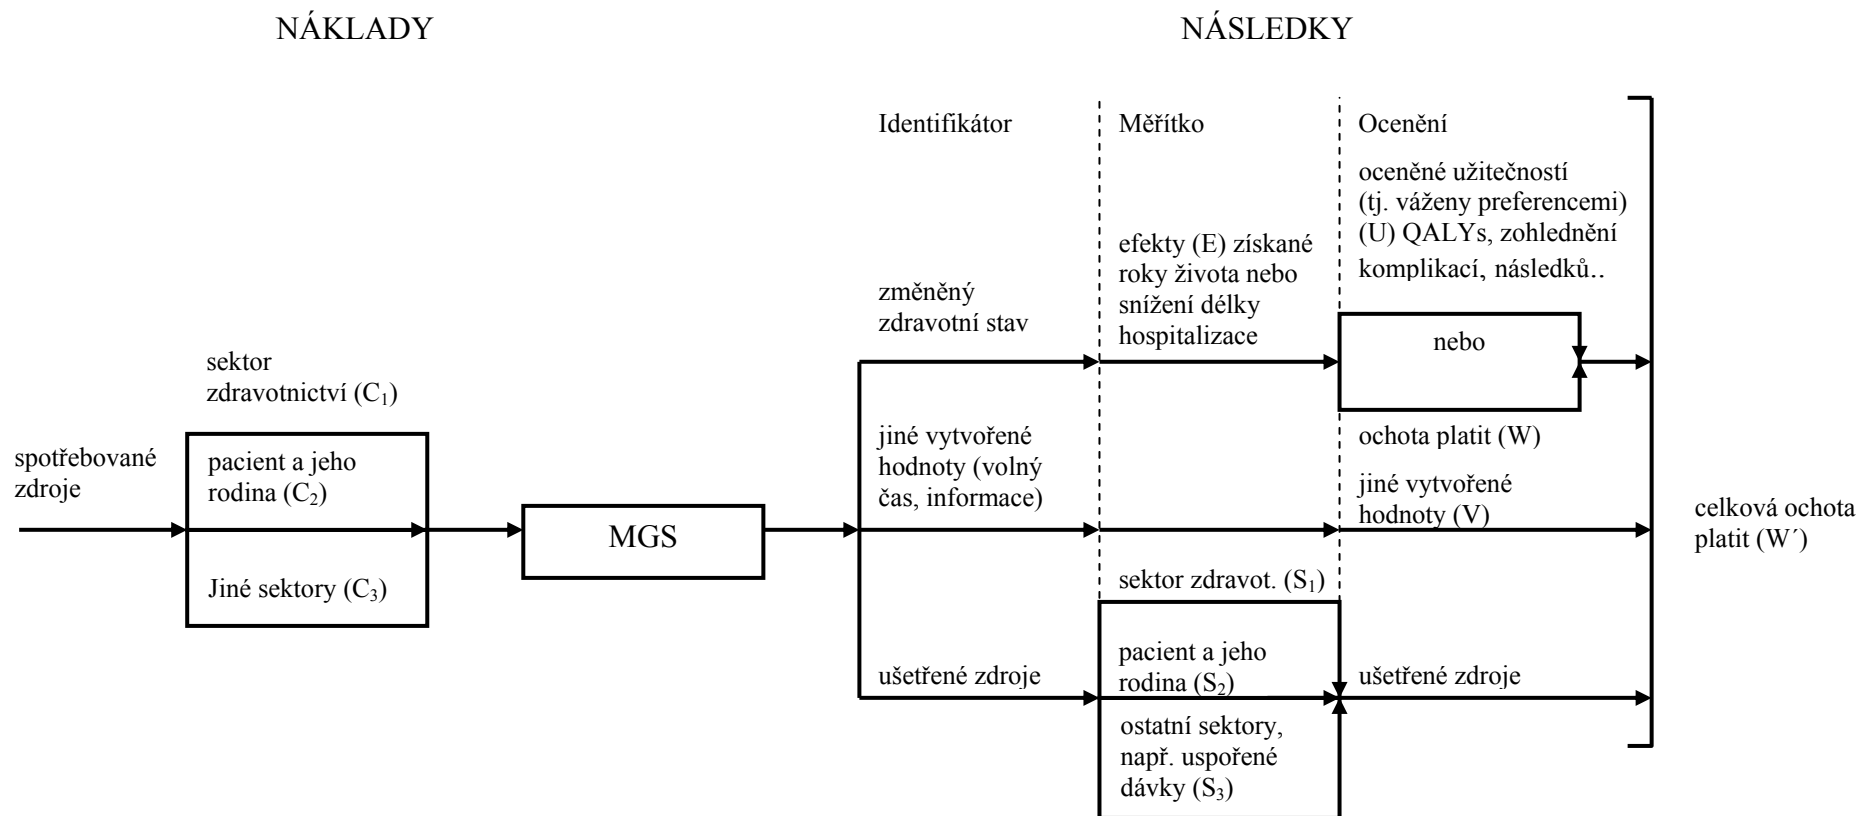 NÁKLADY
NÁSLEDKY
Identifikátor
Měřítko
Ocenění
oceněné užitečností
(tj. váženy preferencemi)
(U) QALYs, zohlednění
komplikací, následků..
efekty (E) získané
roky života nebo
snížení délky
hospitalizace
změněný
zdravotní stav
nebo
sektor
zdravotnictví (C₁)
spotřebované
zdroje
pacient a jeho
rodina (C₂)
Jiné sektory (C₃)
MGS
jiné vytvořené
hodnoty (volný
čas, informace)
ochota platit (W)
jiné vytvořené
hodnoty (V)
celková ochota
platit (W´)
sektor zdravot. (S₁)
ušetřené zdroje
pacient a jeho
rodina (S₂)
ušetřené zdroje
ostatní sektory,
např. uspořené
dávky (S₃)